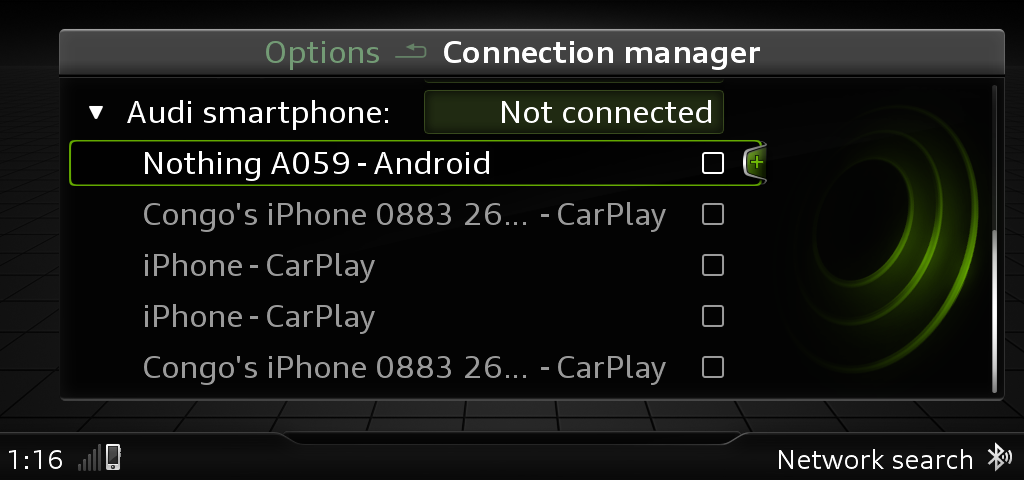 Options Connection manager
Audi smartphone: Not connected
Nothing A059 - Android
Congo's iPhone 0883 26... - CarPlay
iPhone - CarPlay
iPhone - CarPlay
Congo's iPhone 0883 26... - CarPlay
1:16 Network search